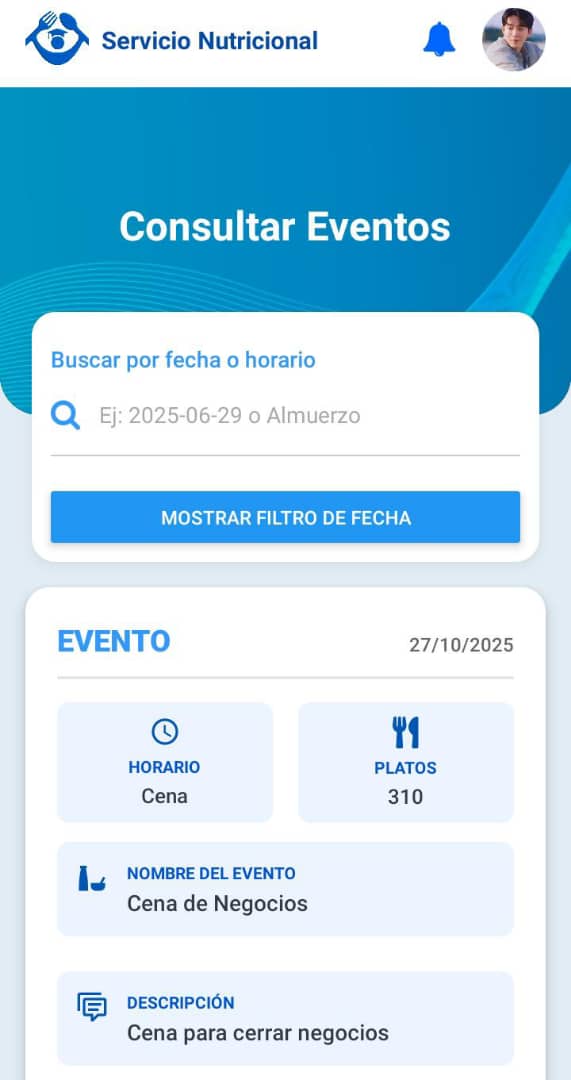 Servicio Nutricional
Consultar Eventos
Buscar por fecha o horario
Ej: 2025-06-29 o Almuerzo
MOSTRAR FILTRO DE FECHA
EVENTO
27/10/2025
HORARIO
Cena
PLATOS
310
NOMBRE DEL EVENTO
Cena de Negocios
DESCRIPCIÓN
Cena para cerrar negocios